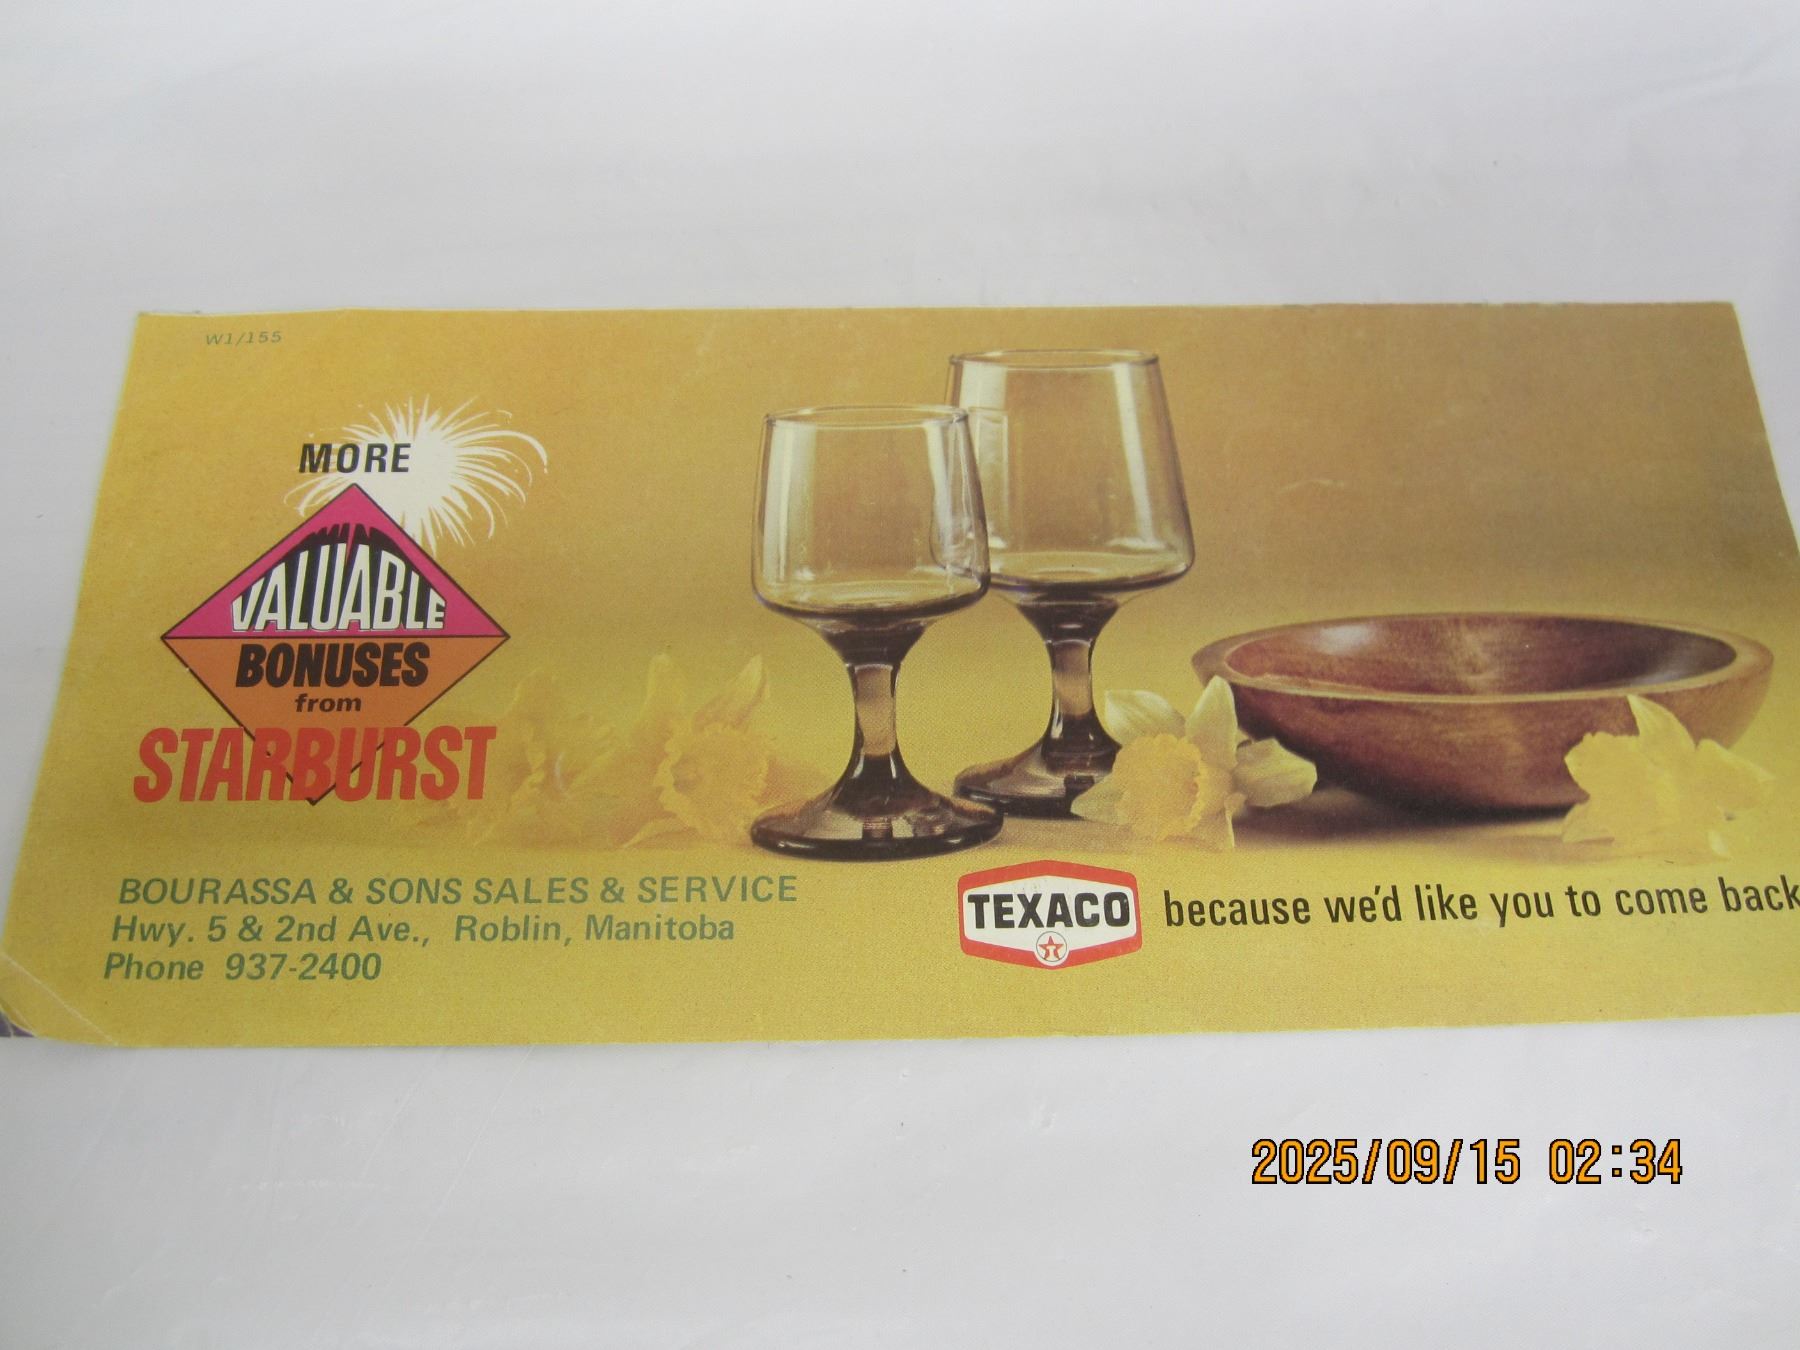 W1/155
MORE
VALUABLE
BONUSES
from
STARBURST
BOURASSA & SONS SALES & SERVICE
Hwy. 5 & 2nd Ave., Roblin, Manitoba
Phone 937-2400
TEXACO
T
because we'd like you to come back
2025/09/15 02:34